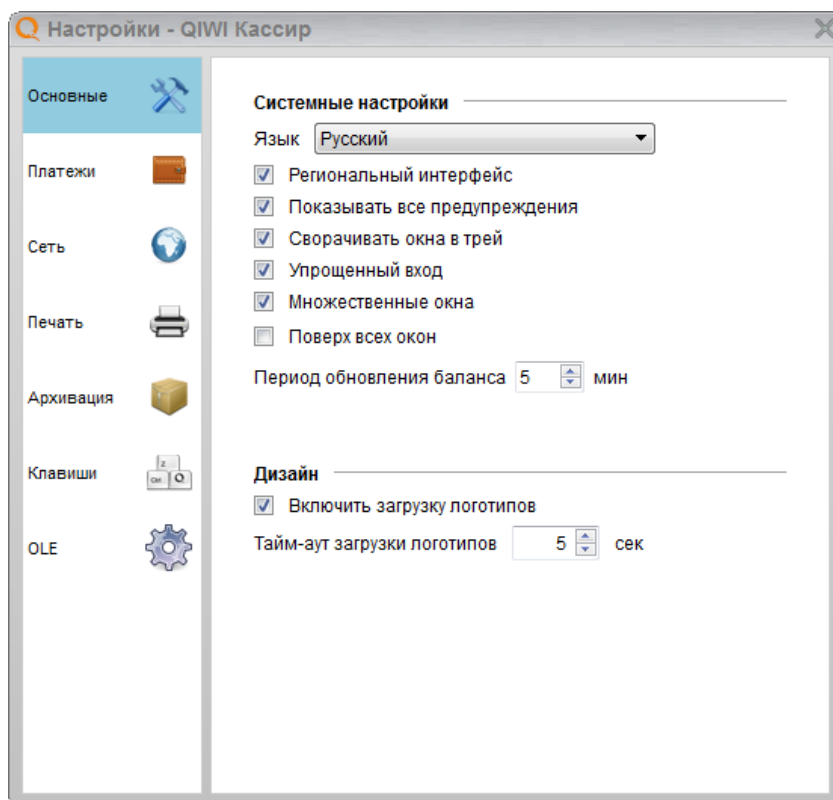 Настройки - QIWI Кассир
Основные
Платежи
Сеть
Печать
Архивация
Клавиши
OLE
Системные настройки
Язык Русский
Региональный интерфейс
Показывать все предупреждения
Сворачивать окна в трей
Упрощенный вход
Множественные окна
Поверх всех окон
Период обновления баланса 5 мин
Дизайн
Включить загрузку логотипов
Тайм-аут загрузки логотипов 5 сек